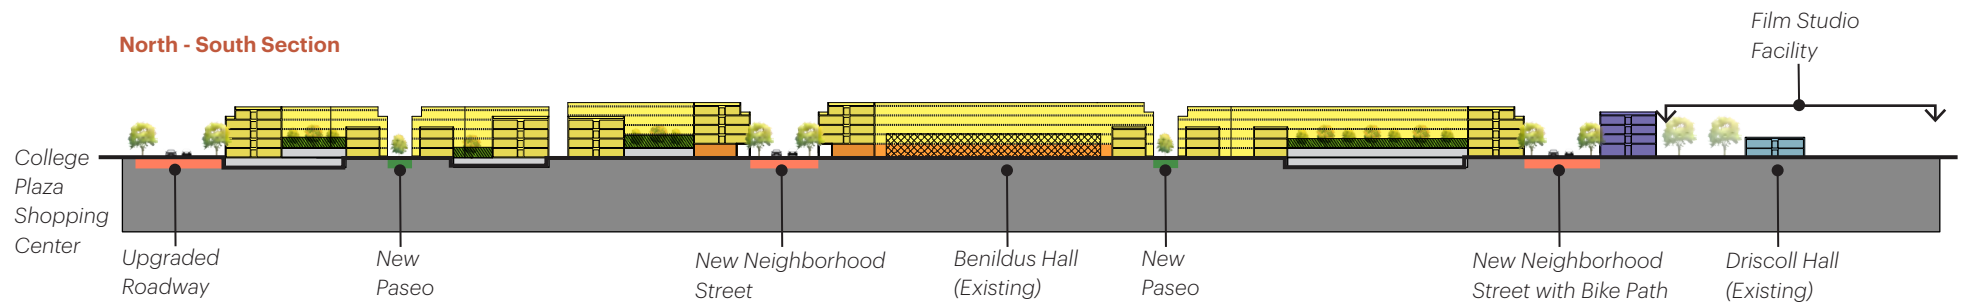 Film Studio
Facility
North - South Section
College
Plaza
Shopping
Center
Upgraded
Roadway
New
Paseo
New Neighborhood
Street
Benildus Hall
(Existing)
New
Paseo
New Neighborhood
Street with Bike Path
Driscoll Hall
(Existing)